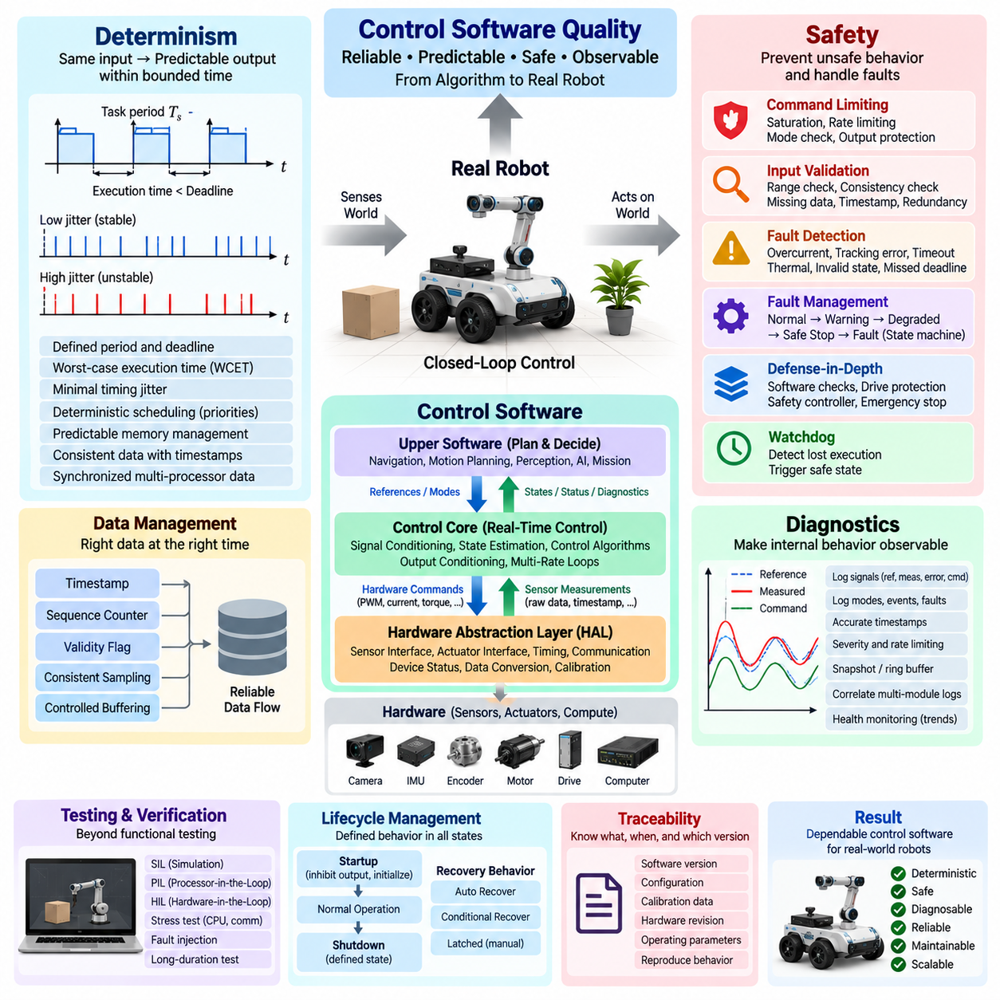 Control Software Quality
Reliable • Predictable • Safe • Observable
From Algorithm to Real Robot
Determinism
Same input → Predictable output
within bounded time
Task period Ts -
t
Execution time < Deadline
Low jitter (stable)
t
High jitter (unstable)
t
Defined period and deadline
Worst-case execution time (WCET)
Minimal timing jitter
Deterministic scheduling (priorities)
Predictable memory management
Consistent data with timestamps
Synchronized multi-processor data
Real Robot
Senses
World
Acts on
World
Closed-Loop Control
Safety
Prevent unsafe behavior
and handle faults
Command Limiting
Saturation, Rate limiting
Mode check, Output protection
Input Validation
Range check, Consistency check
Missing data, Timestamp, Redundancy
Fault Detection
Overcurrent, Tracking error, Timeout
Thermal, Invalid state, Missed deadline
Fault Management
Normal → Warning → Degraded
→ Safe Stop → Fault (State machine)
Defense-in-Depth
Software checks, Drive protection
Safety controller, Emergency stop
Watchdog
Detect lost execution
Trigger safe state
Control Software
Upper Software (Plan & Decide)
Navigation, Motion Planning, Perception, AI, Mission
References / Modes
States / Status / Diagnostics
Control Core (Real-Time Control)
Signal Conditioning, State Estimation, Control Algorithms
Output Conditioning, Multi-Rate Loops
Hardware Commands
(PWM, current, torque, ...)
Sensor Measurements
(raw data, timestamp, ...)
Hardware Abstraction Layer (HAL)
Sensor Interface, Actuator Interface, Timing, Communication
Device Status, Data Conversion, Calibration
Hardware (Sensors, Actuators, Compute)
Camera
IMU
Encoder
Motor
Drive
Computer
Data Management
Right data at the right time
Timestamp
Sequence Counter
Validity Flag
Consistent Sampling
Controlled Buffering
Reliable
Data Flow
Diagnostics
Make internal behavior observable
Reference
Measured
Command
Log signals (ref, meas, error, cmd)
Log modes, events, faults
Accurate timestamps
Severity and rate limiting
Snapshot / ring buffer
Correlate multi-module logs
Health monitoring (trends)
Testing & Verification
Beyond functional testing
SIL (Simulation)
PIL (Processor-in-the-Loop)
HIL (Hardware-in-the-Loop)
Stress test (CPU, comm)
Fault injection
Long-duration test
Lifecycle Management
Defined behavior in all states
Startup
(inhibit output, initialize)
Normal Operation
Shutdown
(defined state)
Recovery Behavior
Auto Recover
Conditional Recover
Latched (manual)
Traceability
Know what, when, and which version
Software version
Configuration
Calibration data
Hardware revision
Operating parameters
Reproduce behavior
Result
Dependable control software
for real-world robots
Deterministic
Safe
Diagnosable
Reliable
Maintainable
Scalable